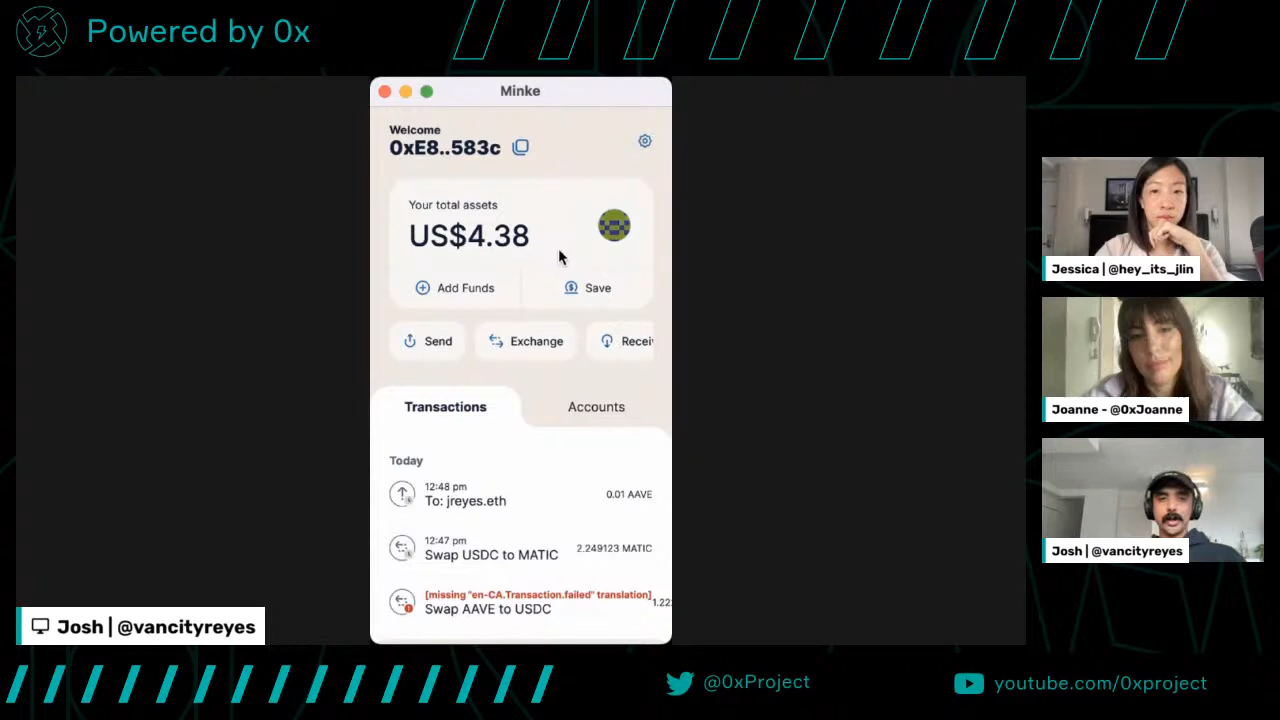 Powered by 0x
Minke
Welcome
0xE8..583c
Your total assets
US$4.38
Add Funds
Save
Send
Exchange
Recei
Transactions
Accounts
Today
12:48 pm
To: jreyes.eth
0.01 AAVE
12:47 pm
Swap USDC to MATIC
2.249123 MATIC
[missing "en-CA.Transaction.failed" translation]
Swap AAVE to USDC
1.22
Jessica | @hey_its_jlin
Joanne - @0xJoanne
Josh | @vancityreyes
Josh | @vancityreyes
@0xProject
youtube.com/0xproject